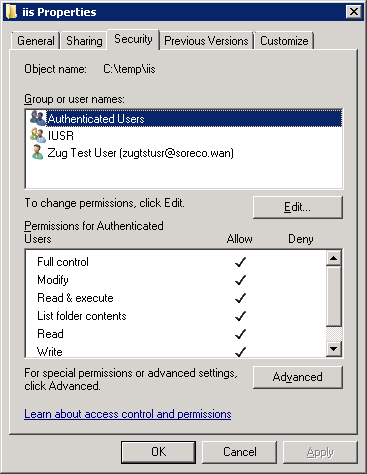 iis Properties
General Sharing Security Previous Versions Customize
Object name: C:\temp\iis
Group or user names:
Authenticated Users
IUSR
Zug Test User (zugtstusr@soreco.wan)
To change permissions, click Edit.
Edit...
Permissions for Authenticated
Users Allow Deny
Full control
Modify
Read & execute
List folder contents
Read
Write
For special permissions or advanced settings,
click Advanced.
Advanced
Learn about access control and permissions
OK Cancel Apply